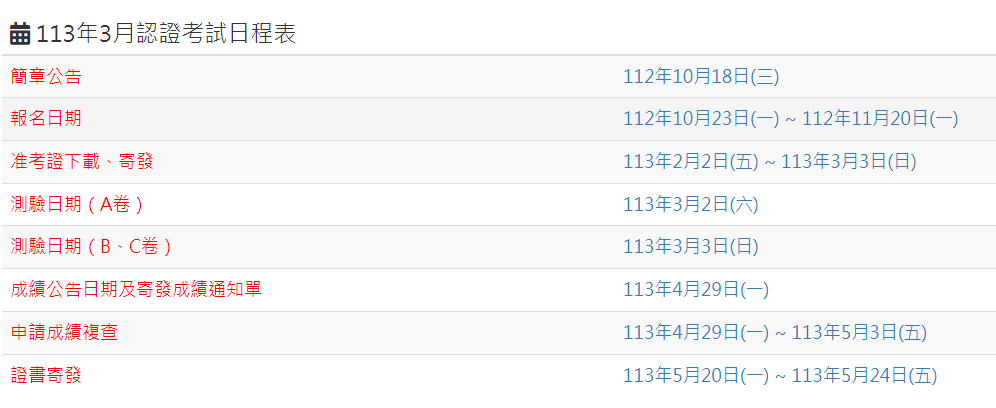 113年3月認證考試日程表
簡章公告 112年10月18日(三)
報名日期 112年10月23日(一) ~ 112年11月20日(一)
准考證下載、寄發 113年2月2日(五) ~ 113年3月3日(日)
測驗日期 ( A卷 ) 113年3月2日(六)
測驗日期 ( B、C卷 ) 113年3月3日(日)
成績公告日期及寄發成績通知單 113年4月29日(一)
申請成績複查 113年4月29日(一) ~ 113年5月3日(五)
證書寄發 113年5月20日(一) ~ 113年5月24日(五)